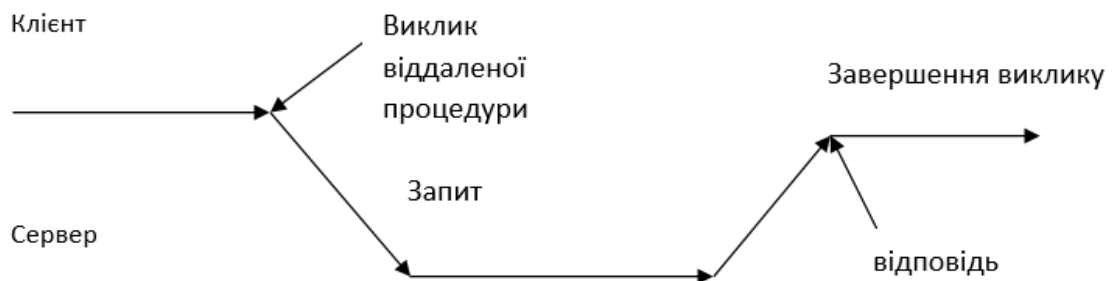 Клієнт
Виклик
віддаленої
процедури
Завершення виклику
Запит
Сервер
відповідь